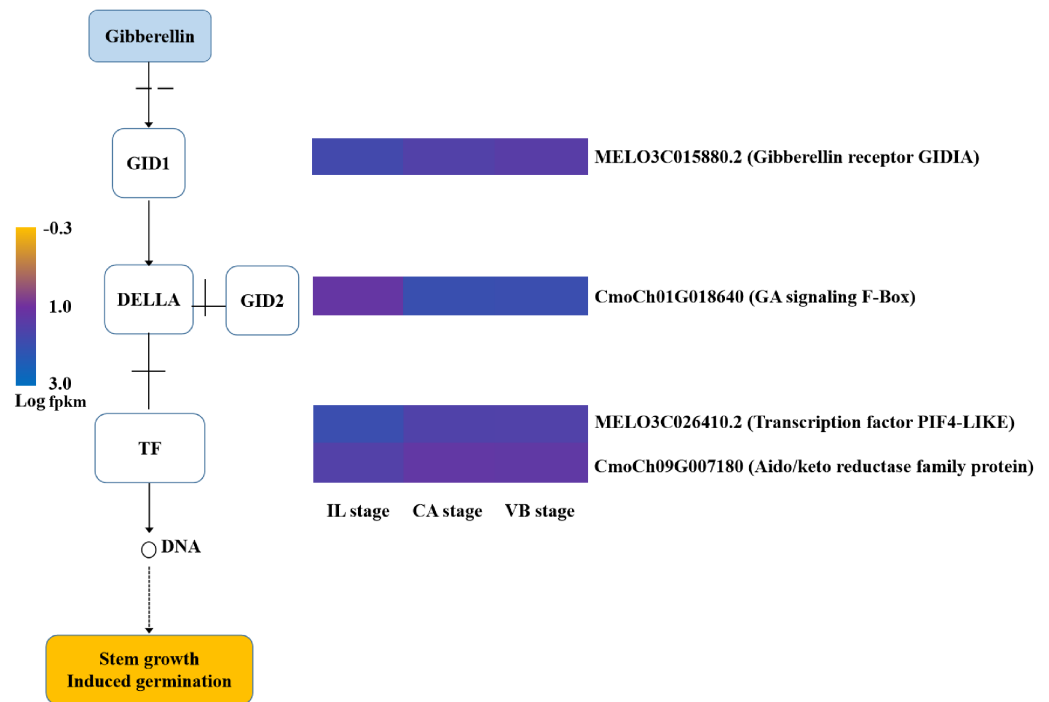 Gibberellin
GID1
MELO3C015880.2 (Gibberellin receptor GIDIA)
-0.3
1.0
3.0
Log fpkm
DELLA
GID2
CmoCh01G018640 (GA signaling F-Box)
TF
MELO3C026410.2 (Transcription factor PIF4-LIKE)
CmoCh09G007180 (Aido/keto reductase family protein)
IL stage CA stage VB stage
DNA
Stem growth
Induced germination